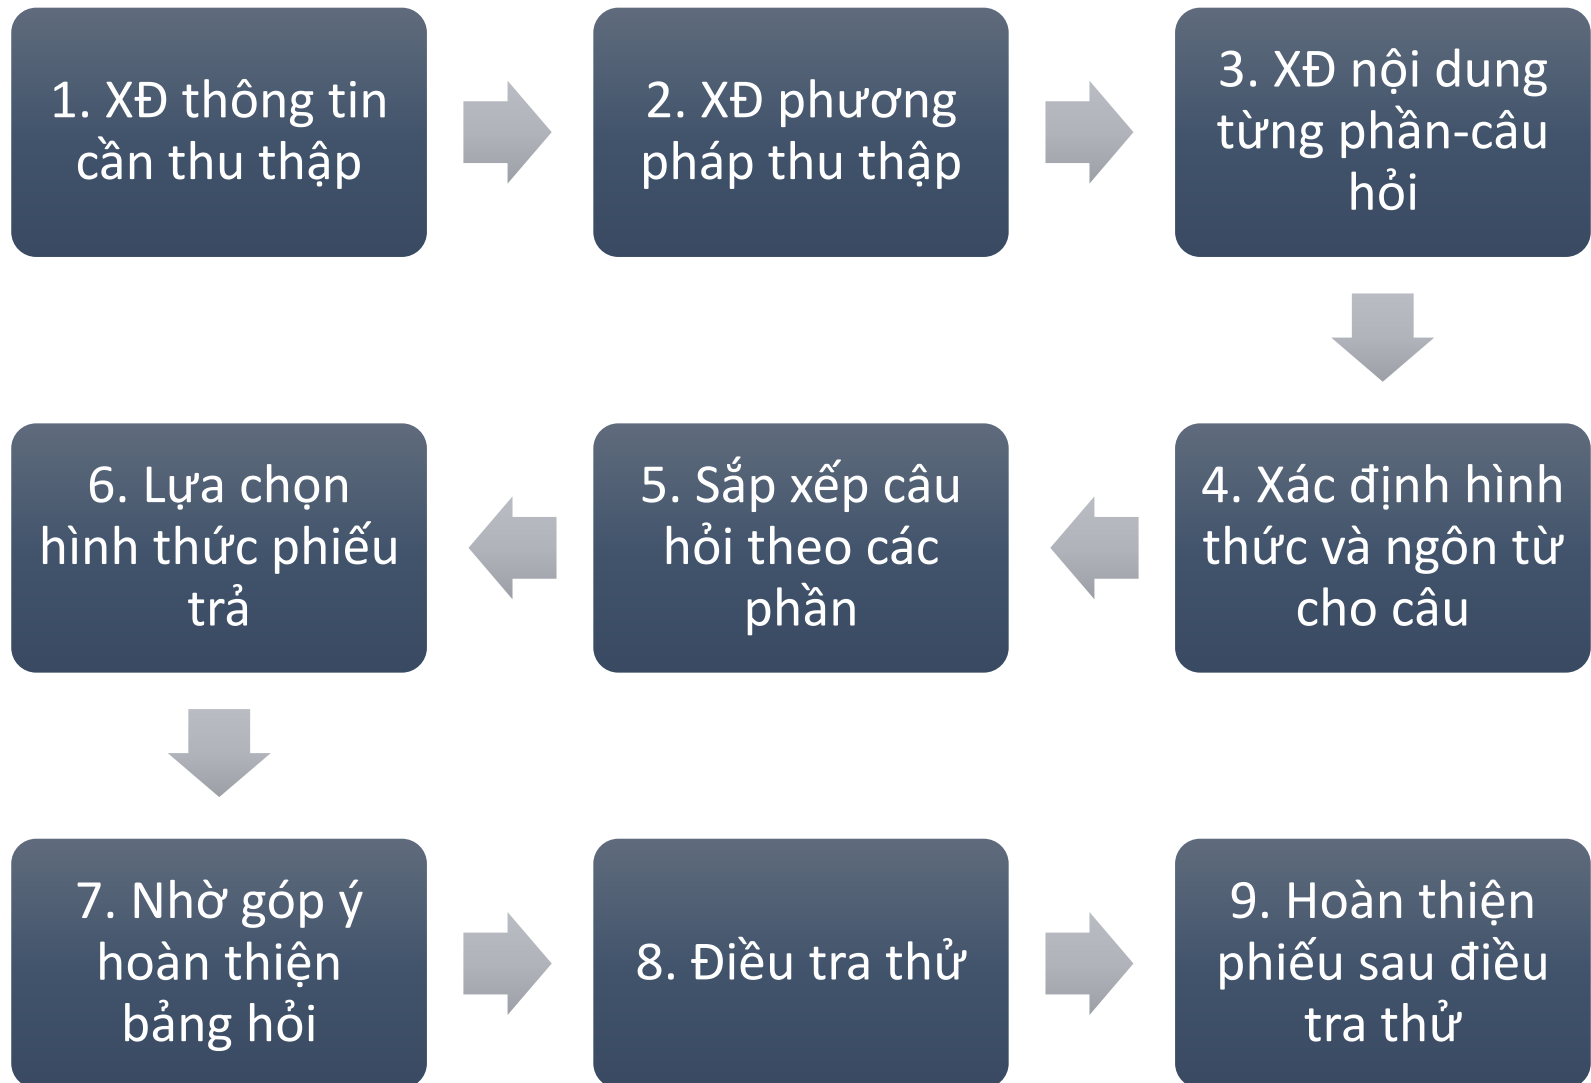 1. XĐ thông tin
cần thu thập
2. XĐ phương
pháp thu thập
3. XĐ nội dung
từng phần-câu
hỏi
4. Xác định hình
thức và ngôn từ
cho câu
5. Sắp xếp câu
hỏi theo các
phần
6. Lựa chọn
hình thức phiếu
trả
7. Nhờ góp ý
hoàn thiện
bảng hỏi
8. Điều tra thử
9. Hoàn thiện
phiếu sau điều
tra thử